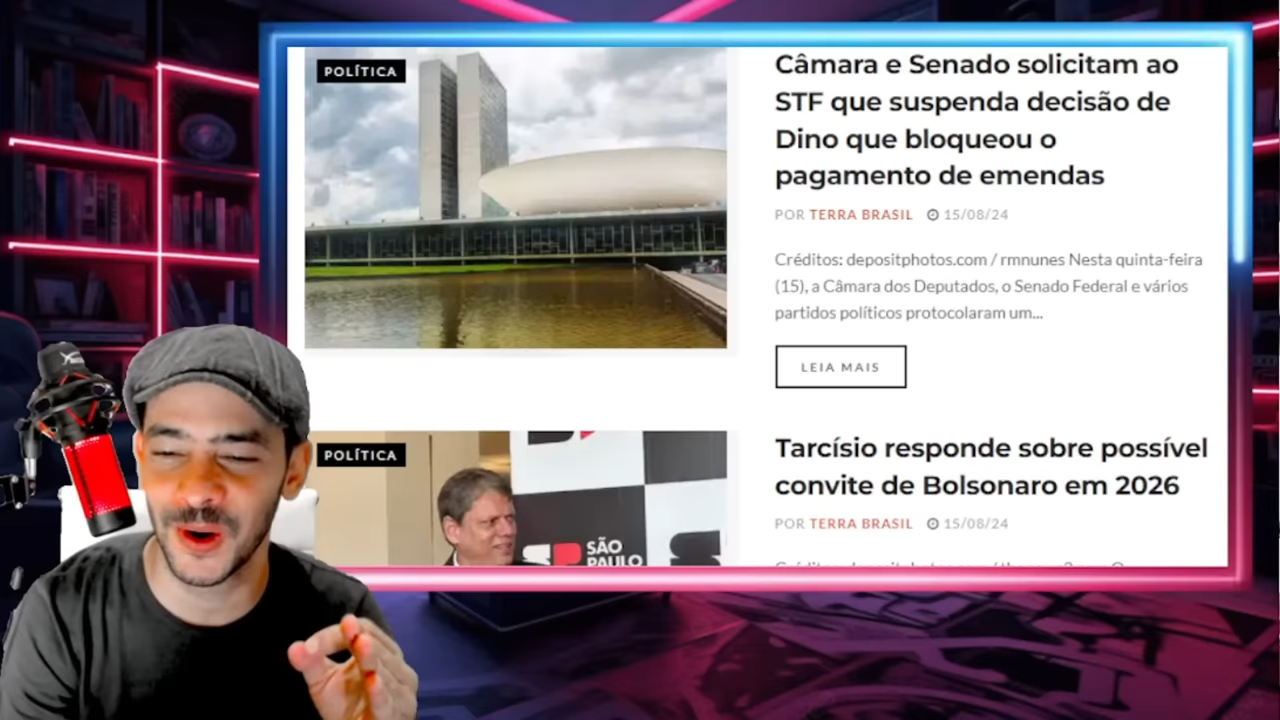 POLÍTICA
Câmara e Senado solicitam ao
STF que suspenda decisão de
Dino que bloqueou o
pagamento de emendas
POR TERRA BRASIL 15/08/24
Créditos: depositphotos.com / rmnunes Nesta quinta-feira
(15), a Câmara dos Deputados, o Senado Federal e vários
partidos políticos protocolaram um...
LEIA MAIS
POLÍTICA
Tarcísio responde sobre possível
convite de Bolsonaro em 2026
POR TERRA BRASIL 15/08/24
SP SÃO
PAULO